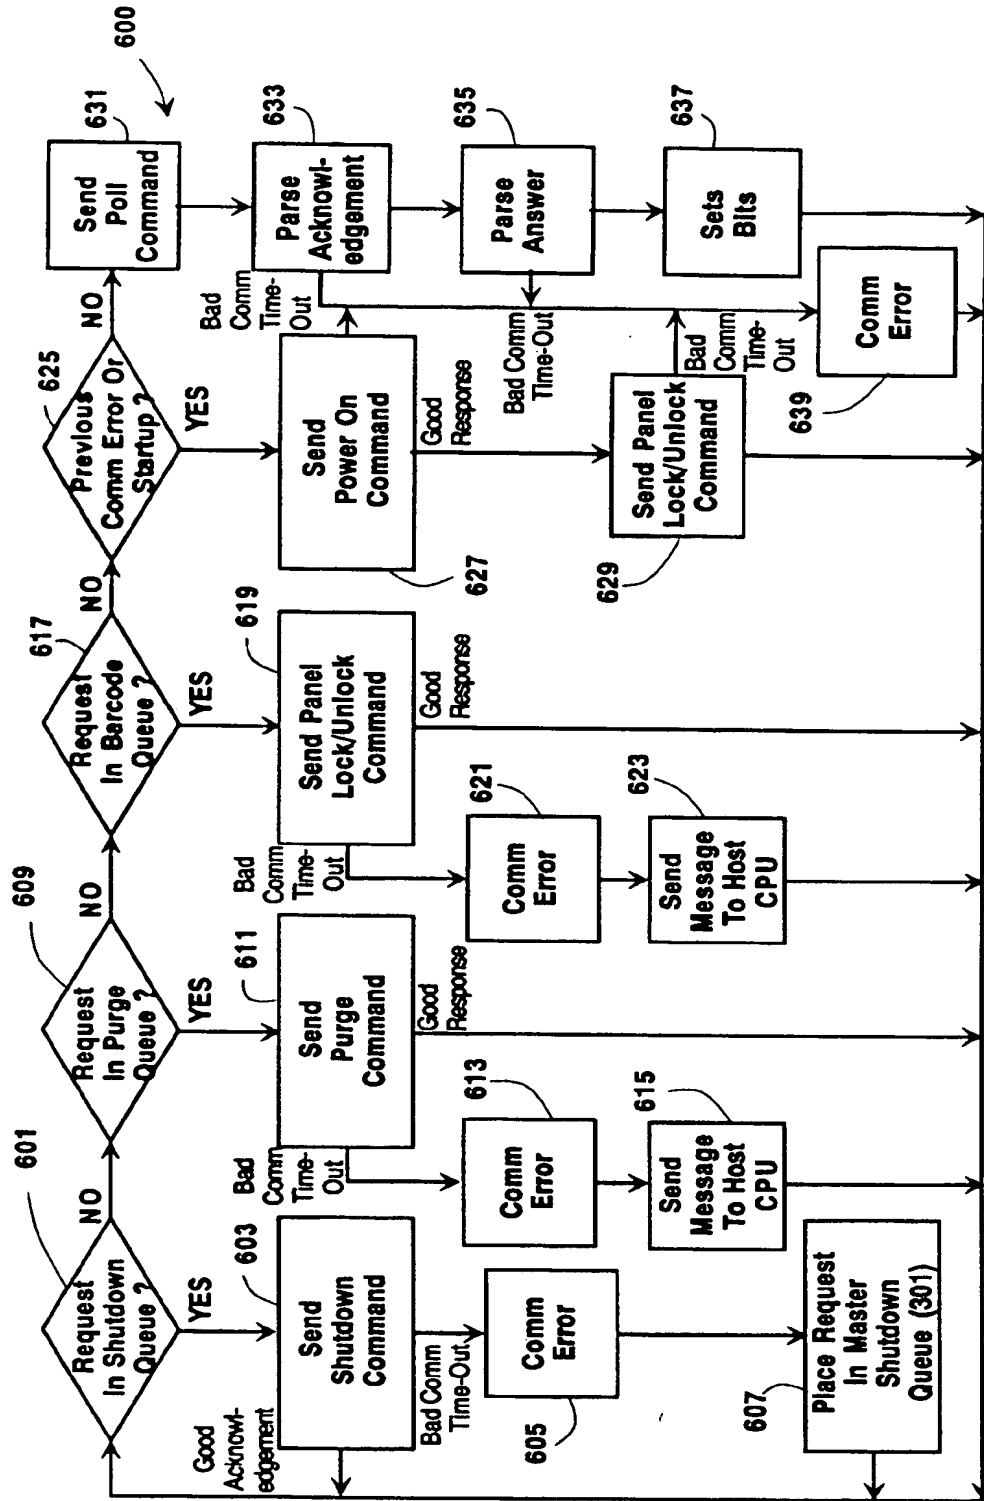 600
601
Request
In Shutdown
Queue ?
NO
YES
609
Request
In Purge
Queue ?
NO
YES
617
Request
In Barcode
Queue ?
NO
YES
625
Previous
Comm Error Or
Startup ?
NO
YES
631
Send
Poll
Command
Good
Acknowl-
edgement
603
Send
Shutdown
Command
Bad Comm
Time-Out
Comm
Error
605
Place Request
In Master
Shutdown
Queue (301)
607
611
Send
Purge
Command
Bad
Comm
Time-
Out
Good
Response
613
Comm
Error
615
Send
Message
To Host
CPU
619
Send Panel
Lock/Unlock
Command
Bad
Comm
Time-
Out
Good
Response
621
Comm
Error
623
Send
Message
To Host
CPU
Send
Power On
Command
627
Good
Response
Send Panel
Lock/Unlock
Command
629
Bad
Comm
Time-
Out
633
Parse
Acknowl-
edgement
Bad
Comm
Time-
Out
635
Parse
Answer
Bad Comm
Time-Out
637
Sets
Bits
Comm
Error
639